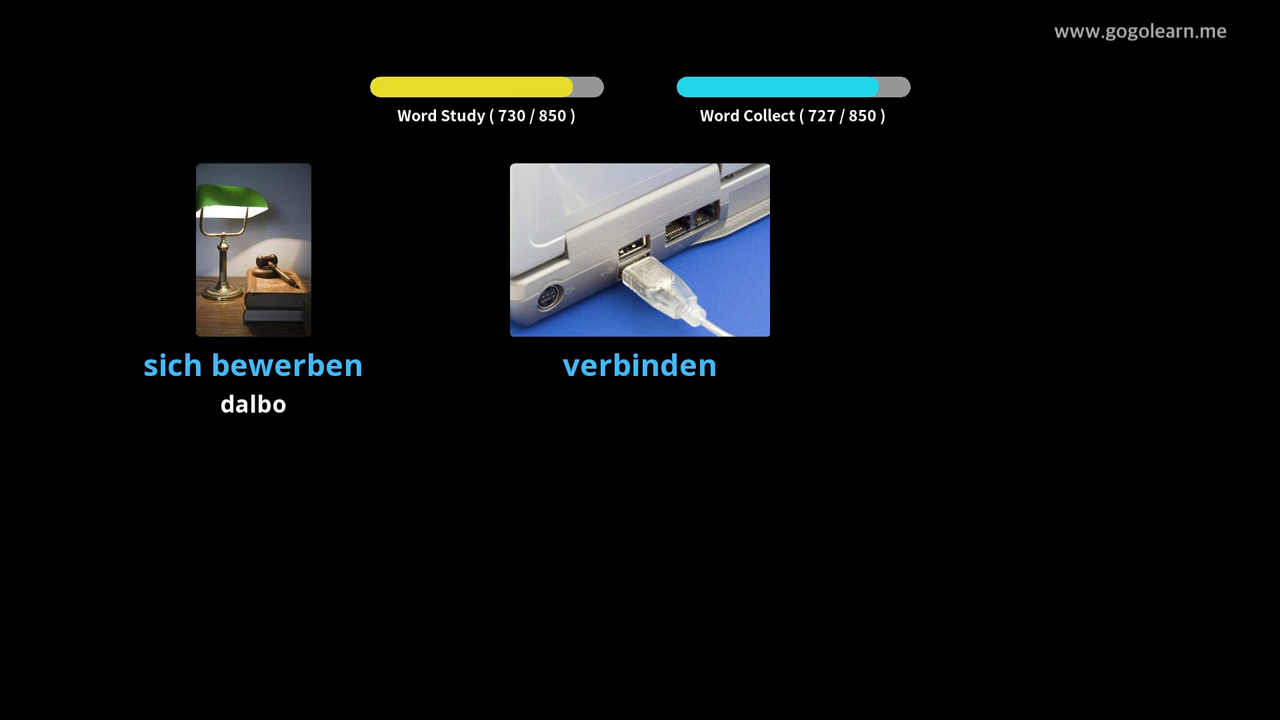 www.gogolearn.me
Word Study ( 730 / 850 )
Word Collect ( 727 / 850 )
sich bewerben
verbinden
dalbo